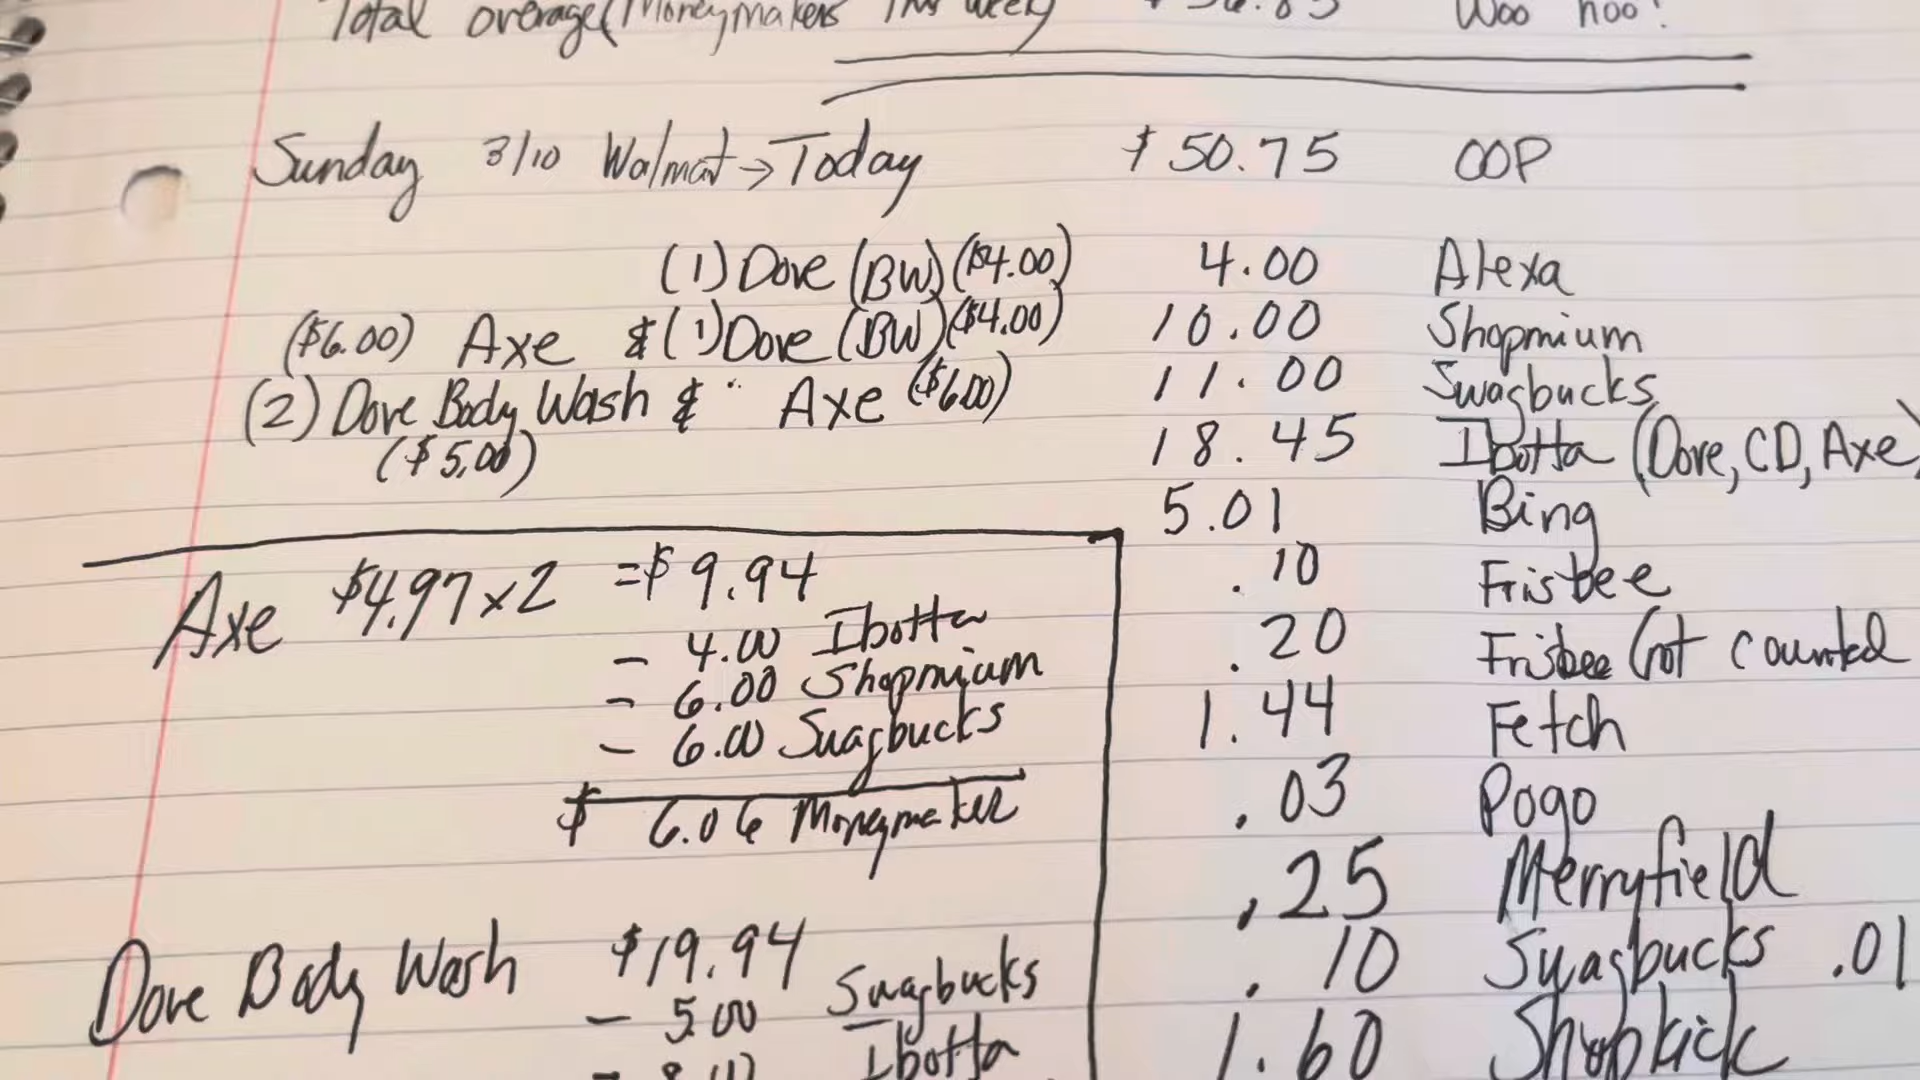 Total overage (Moneymakers This week) $ 56.85 Woo hoo!
Sunday 3/10 Walmart → Today $50.75 OOP
(1) Dove (BW) ($4.00) 4.00 Alexa
($6.00) Axe & (1) Dove (BW) ($4.00) 10.00 Shopmium
(2) Dove Body Wash & Axe ($6.00) 11.00 Swagbucks
($5.00) 18.45 Ibotta (Dove, CD, Axe)
5.01 Bing
Axe $4.97 x 2 = $9.94 .10 Frisbee
- 4.00 Ibotta .20 Frisbee (not counted
- 6.00 Shopmium
- 6.00 Swagbucks 1.44 Fetch
$ 6.06 Moneymaker .03 Pogo
.25 Merryfield
Dove Body Wash $19.94 .10 Swagbucks .01
- 5.00 Swagbucks
Ibotta 1.60 Shopkick